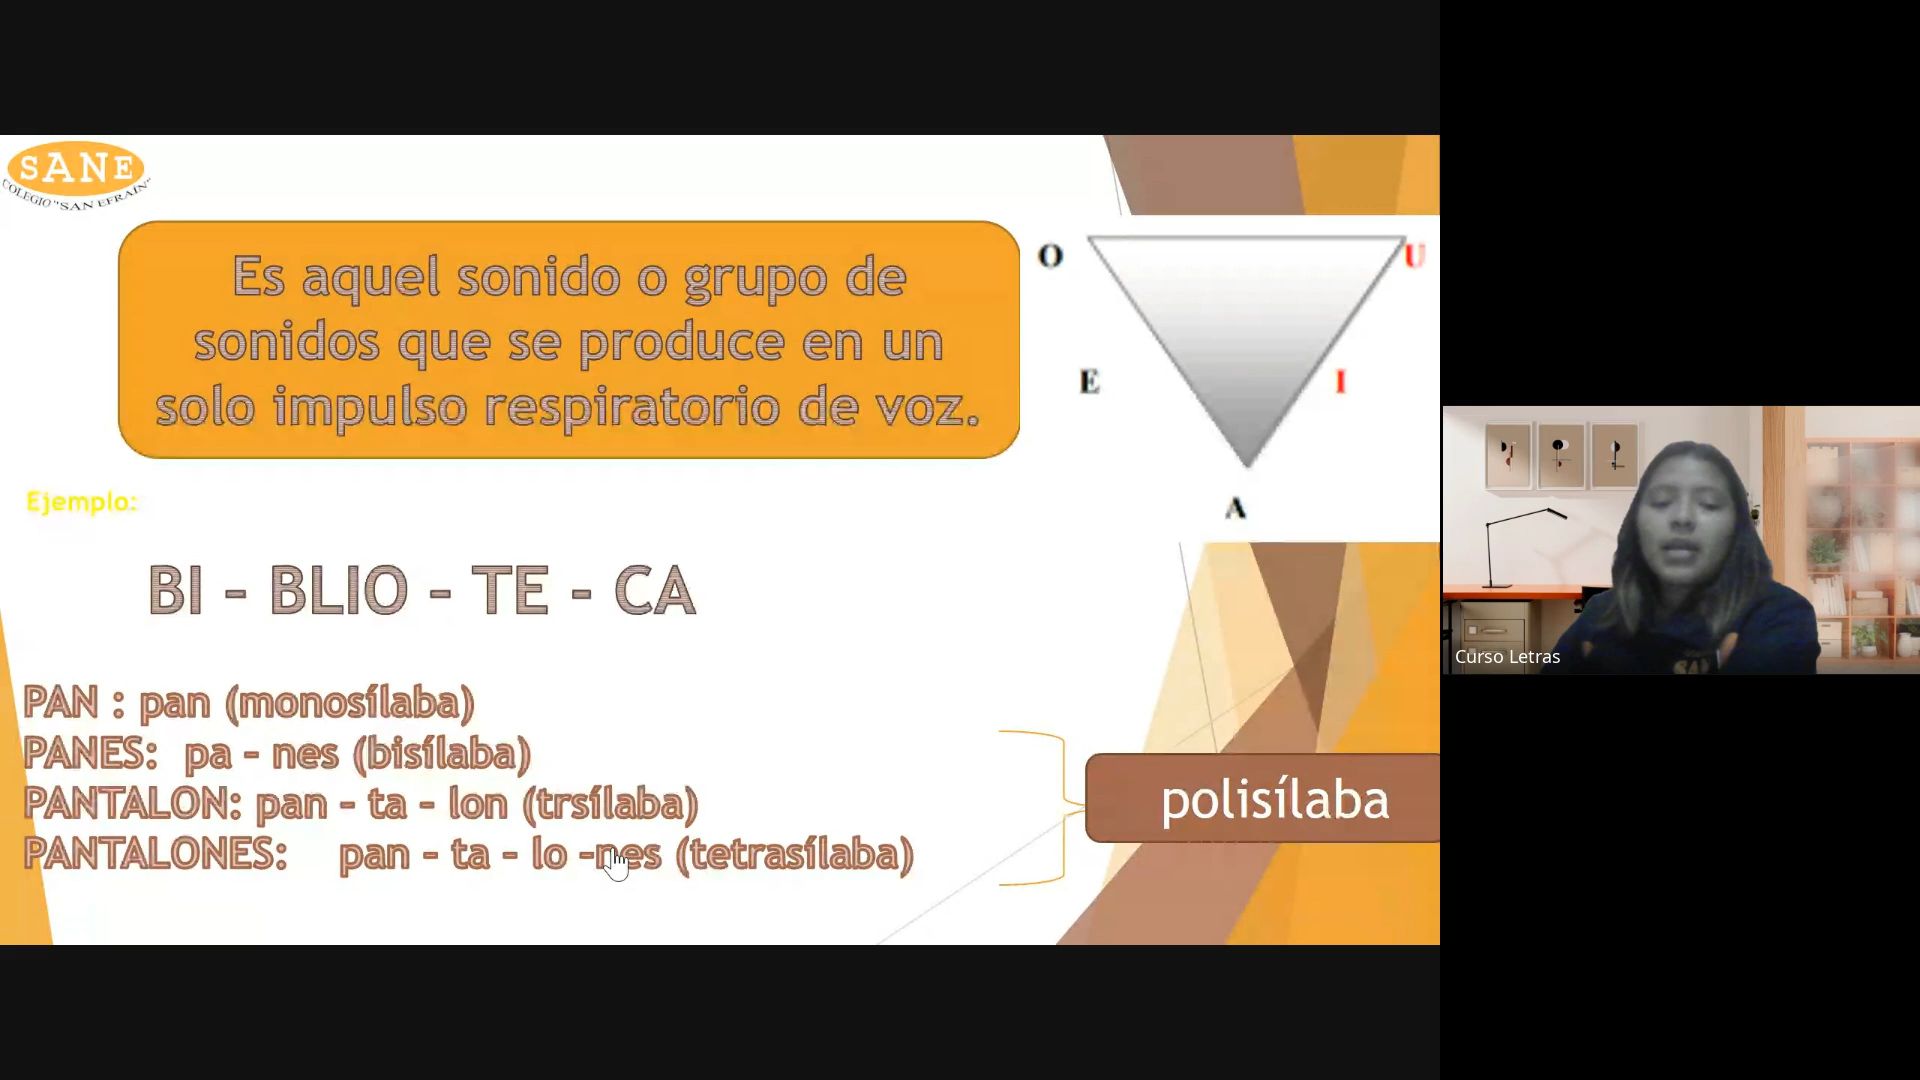 SANE
COLEGIO "SAN EFRAIN"
Es aquel sonido o grupo de
sonidos que se produce en un
solo impulso respiratorio de voz.
O
U
E
I
A
Ejemplo:
BI - BLIO - TE - CA
PAN : pan (monosílaba)
PANES: pa - nes (bisílaba)
PANTALON: pan - ta - lon (trsílaba)
PANTALONES: pan - ta - lo -nes (tetrasílaba)
polisílaba
Curso Letras